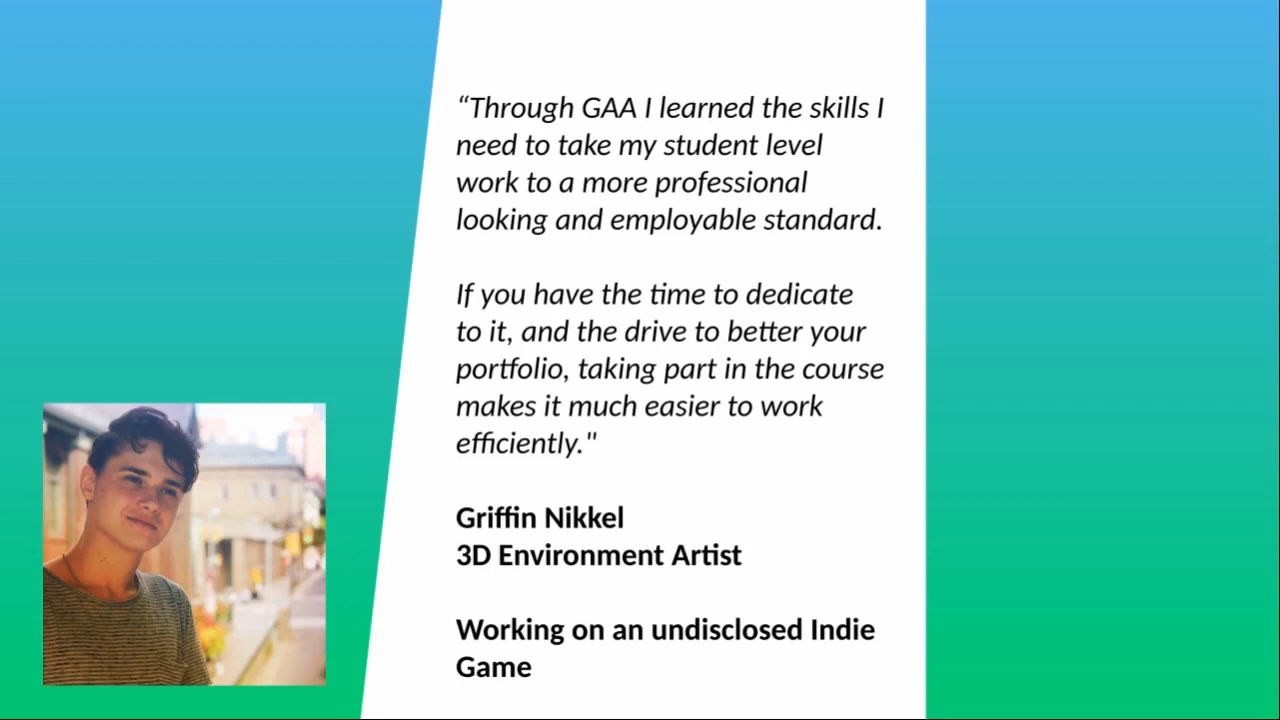 “Through GAA I learned the skills I
need to take my student level
work to a more professional
looking and employable standard.
If you have the time to dedicate
to it, and the drive to better your
portfolio, taking part in the course
makes it much easier to work
efficiently."
Griffin Nikkel
3D Environment Artist
Working on an undisclosed Indie
Game